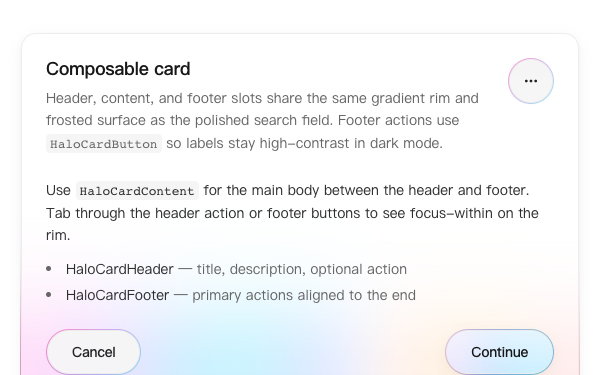 Composable card
...
Header, content, and footer slots share the same gradient rim and
frosted surface as the polished search field. Footer actions use
HaloCardButton so labels stay high-contrast in dark mode.
Use HaloCardContent for the main body between the header and footer.
Tab through the header action or footer buttons to see focus-within on the
rim.
• HaloCardHeader — title, description, optional action
• HaloCardFooter — primary actions aligned to the end
Cancel
Continue